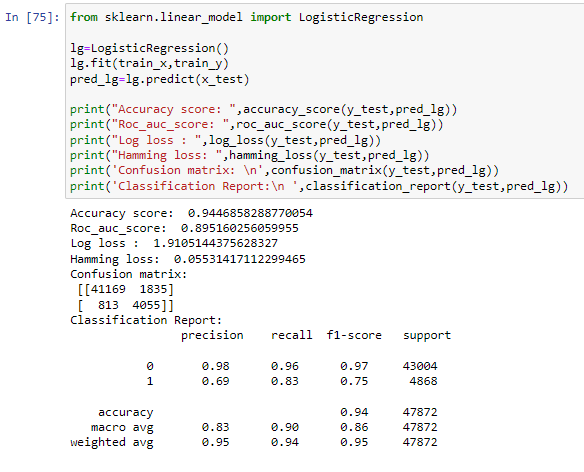 In [75]: from sklearn.linear_model import LogisticRegression
lg=LogisticRegression()
lg.fit(train_x,train_y)
pred_lg=lg.predict(x_test)
print("Accuracy score: ",accuracy_score(y_test,pred_lg))
print("Roc_auc_score: ",roc_auc_score(y_test,pred_lg))
print("Log loss : ",log_loss(y_test,pred_lg))
print("Hamming loss: ",hamming_loss(y_test,pred_lg))
print('Confusion matrix: \n',confusion_matrix(y_test,pred_lg))
print('Classification Report:\n ',classification_report(y_test,pred_lg))
Accuracy score:  0.9446858288770054
Roc_auc_score:  0.895160256059955
Log loss :  1.9105144375628327
Hamming loss:  0.05531417112299465
Confusion matrix:
 [[41169  1835]
 [  813  4055]]
Classification Report:
               precision    recall  f1-score   support
           0       0.98      0.96      0.97     43004
           1       0.69      0.83      0.75      4868
    accuracy                           0.94     47872
   macro avg       0.83      0.90      0.86     47872
weighted avg       0.95      0.94      0.95     47872